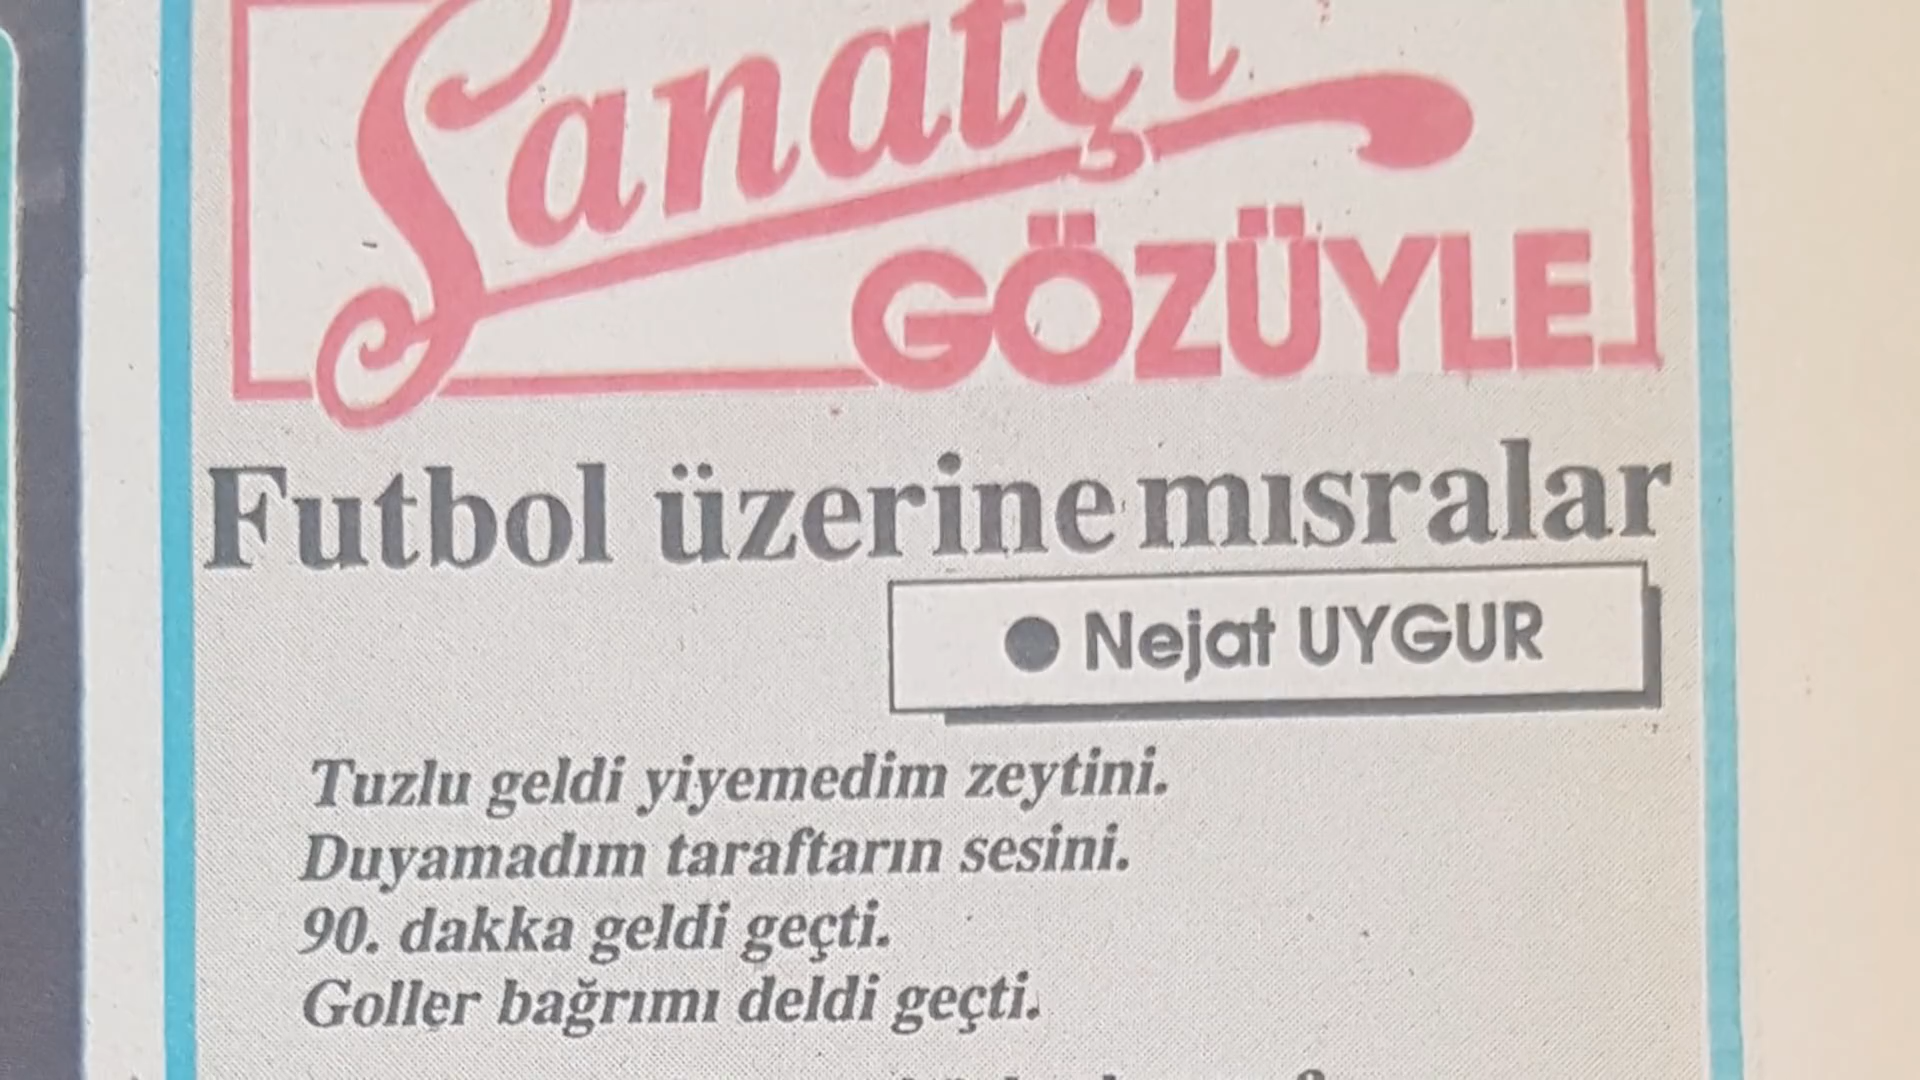 Sanatçı
GÖZÜYLE
Futbol üzerine mısralar
● Nejat UYGUR
Tuzlu geldi yiyemedim zeytini.
Duyamadım taraftarın sesini.
90. dakka geldi geçti.
Goller bağrımı deldi geçti.